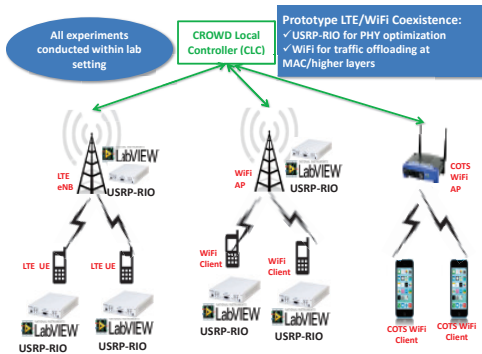 All experiments
conducted within lab
setting
CROWD Local
Controller (CLC)
Prototype LTE/WiFi Coexistence:
✓USRP-RIO for PHY optimization
✓WiFi for traffic offloading at
MAC/higher layers
LTE
eNB
LabVIEW
USRP-RIO
WiFi
AP
LabVIEW
USRP-RIO
COTS
WiFi
AP
LTE UE
LTE UE
WiFi
Client
WiFi
Client
LabVIEW
USRP-RIO
LabVIEW
USRP-RIO
LabVIEW
USRP-RIO
LabVIEW
USRP-RIO
COTS WiFi
Client
COTS WiFi
Client